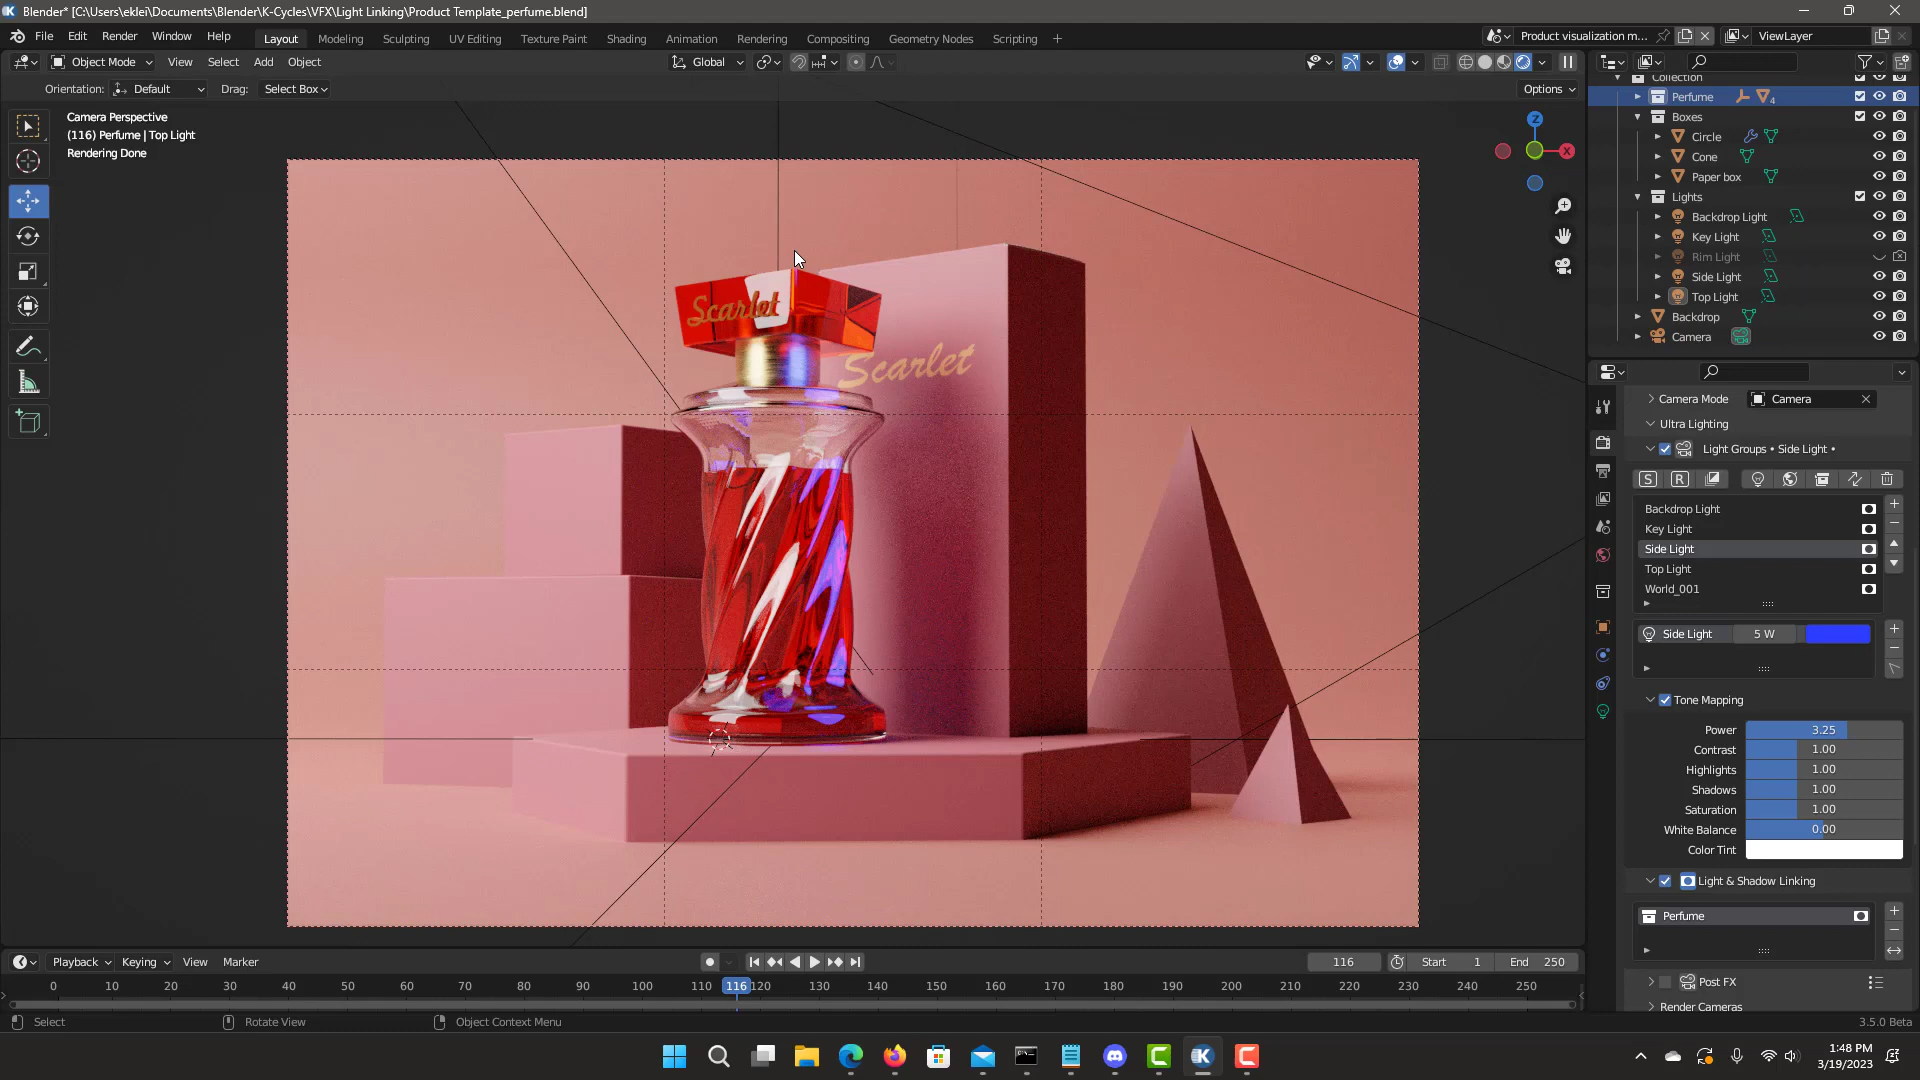 Blender* [C:\Users\eklei\Documents\Blender\K-Cycles\VFX\Light Linking\Product Template_perfume.blend]
File Edit Render Window Help Layout Modeling Sculpting UV Editing Texture Paint Shading Animation Rendering Compositing Geometry Nodes Scripting + Product visualization m... ViewLayer
Object Mode View Select Add Object Global
Orientation: Default Drag: Select Box Options
Camera Perspective
(116) Perfume | Top Light
Rendering Done
Z
X
Scarlet
Scarlet
Collection
Perfume 4
Boxes
Circle
Cone
Paper box
Lights
Backdrop Light
Key Light
Rim Light
Side Light
Top Light
Backdrop
Camera
Camera Mode Camera
Ultra Lighting
Light Groups • Side Light •
S R
Backdrop Light
Key Light
Side Light
Top Light
World_001
Side Light 5 W
Tone Mapping
Power 3.25
Contrast 1.00
Highlights 1.00
Shadows 1.00
Saturation 1.00
White Balance 0.00
Color Tint
Light & Shadow Linking
Perfume
Post FX
Render Cameras
Playback Keying View Marker 116 Start 1 End 250
0 10 20 30 40 50 60 70 80 90 100 110 116 120 130 140 150 160 170 180 190 200 210 220 230 240 250
Select Rotate View Object Context Menu 3.5.0 Beta
1:48 PM
3/19/2023